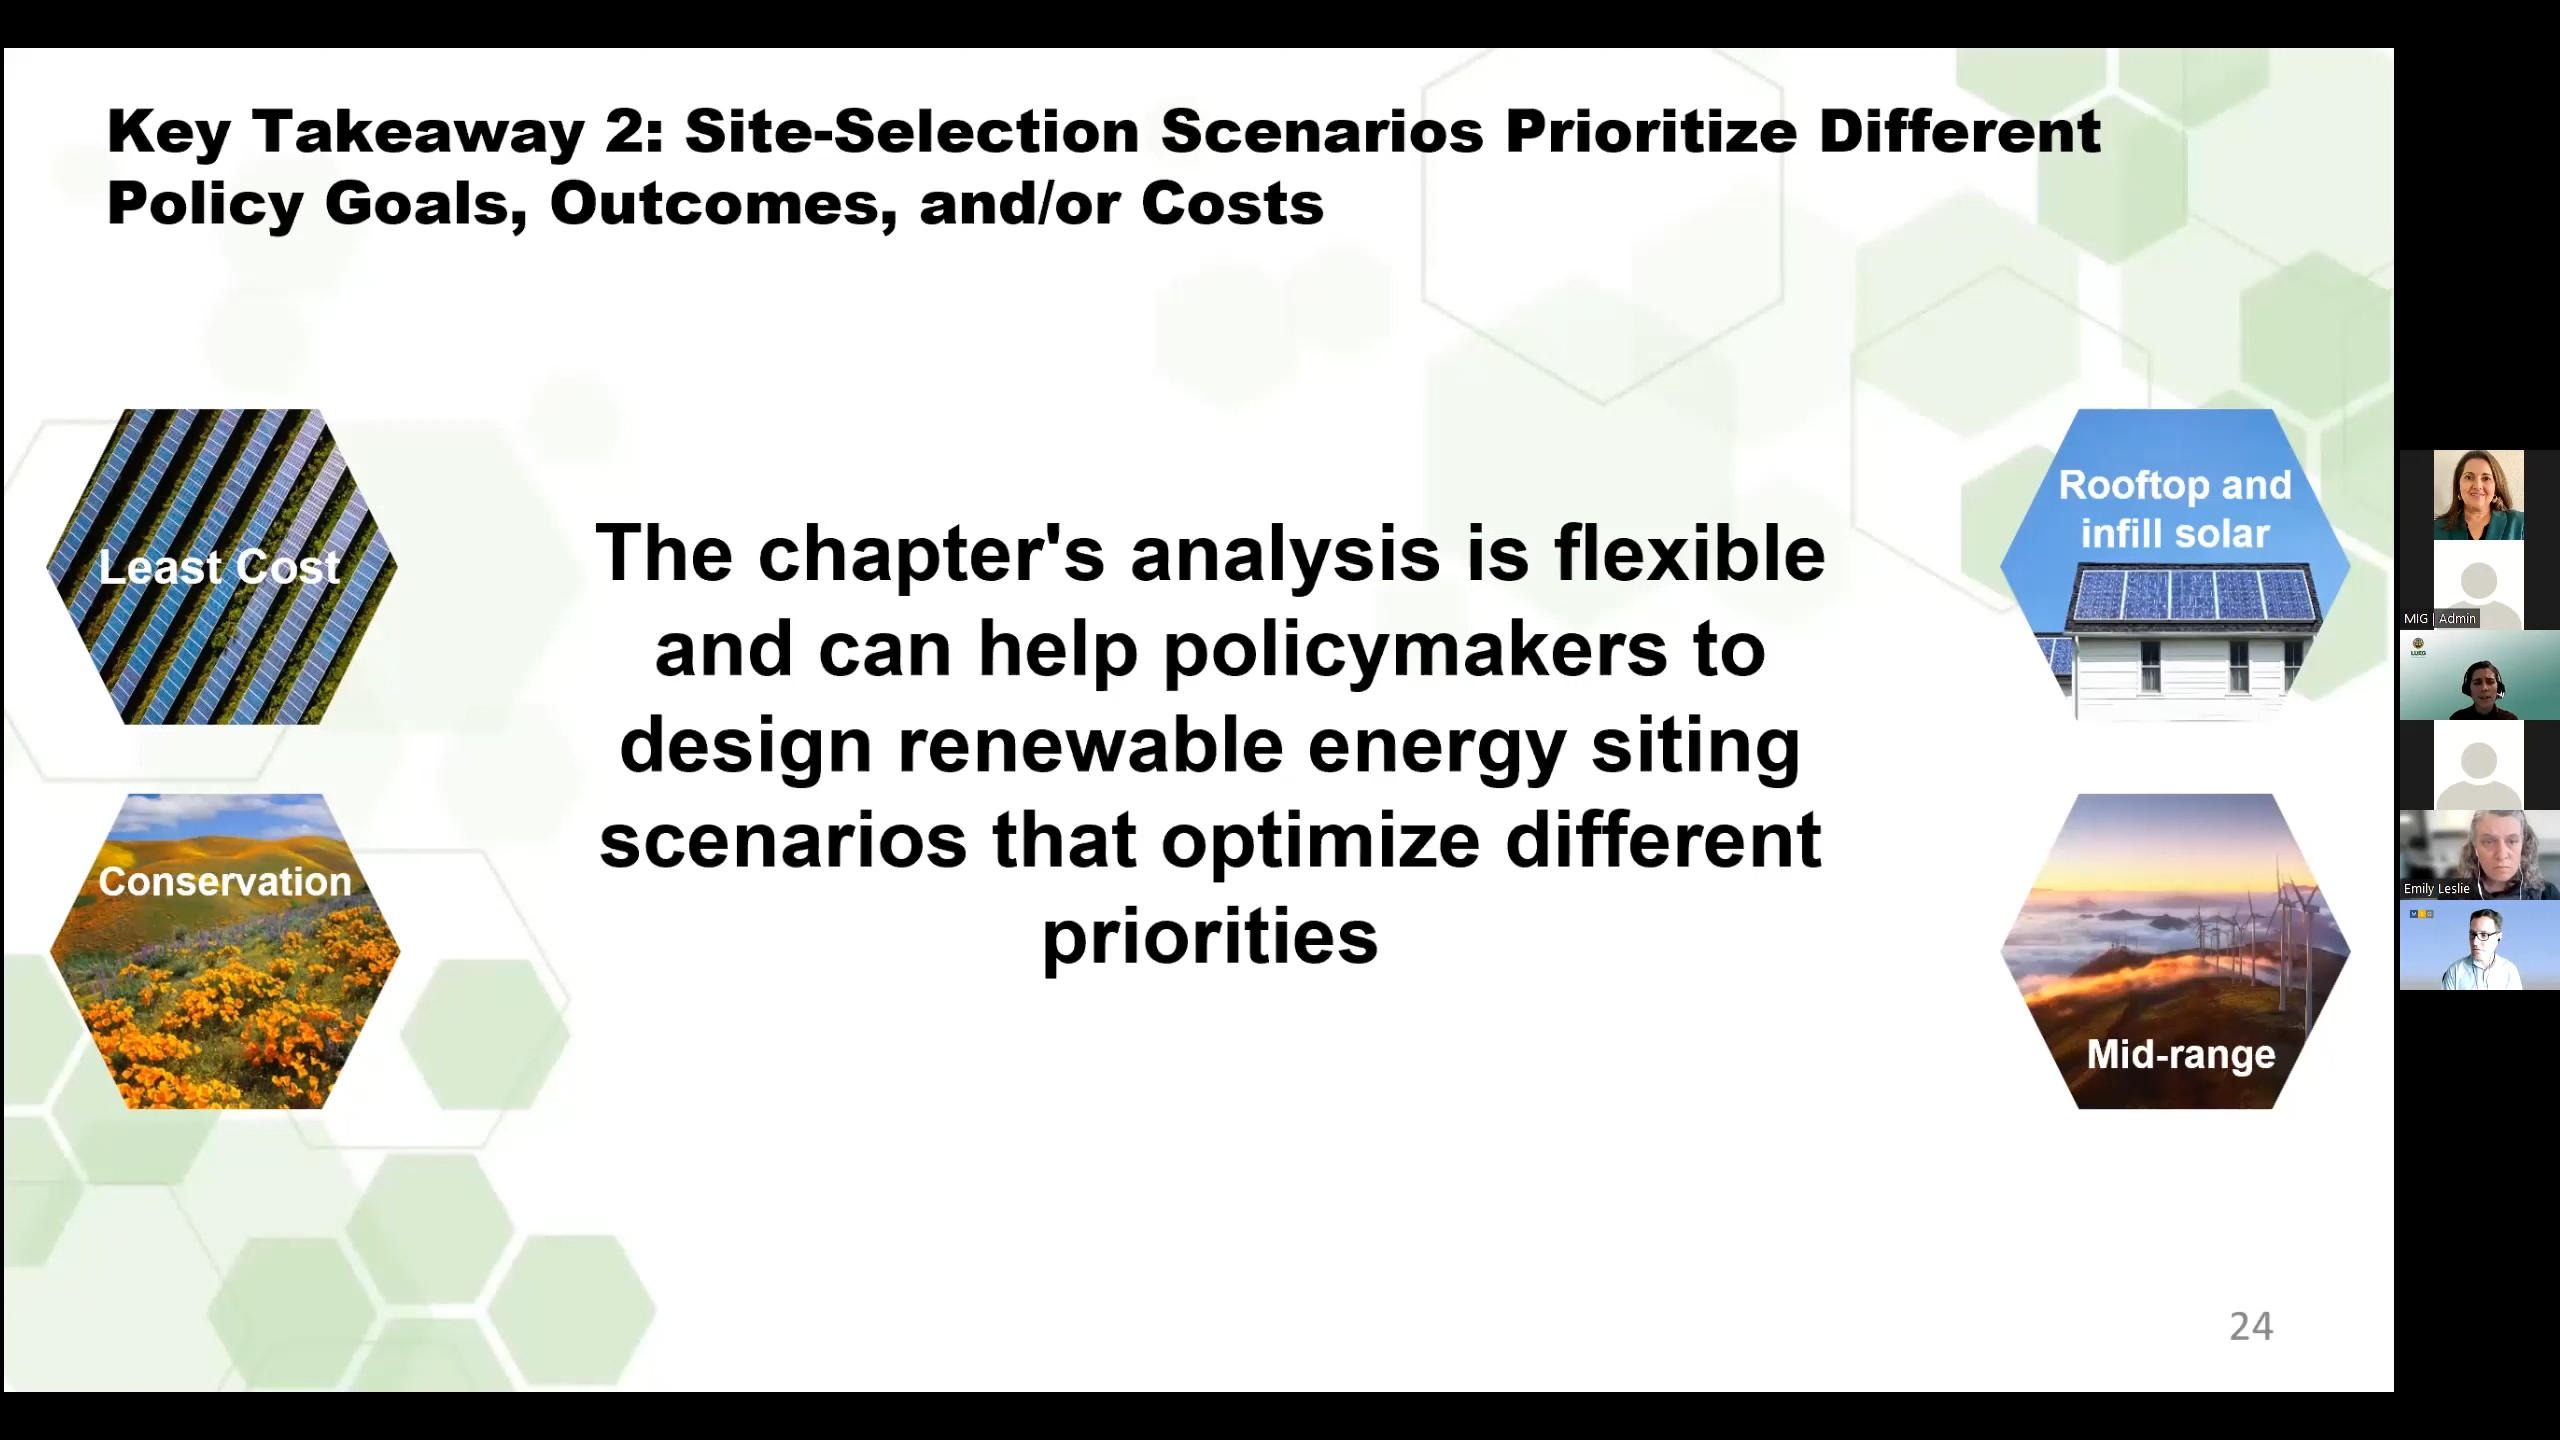 Key Takeaway 2: Site-Selection Scenarios Prioritize Different
Policy Goals, Outcomes, and/or Costs
Least Cost
Conservation
The chapter's analysis is flexible
and can help policymakers to
design renewable energy siting
scenarios that optimize different
priorities
Rooftop and
infill solar
Mid-range
24
MIG | Admin
LUEG
Emily Leslie
MIG